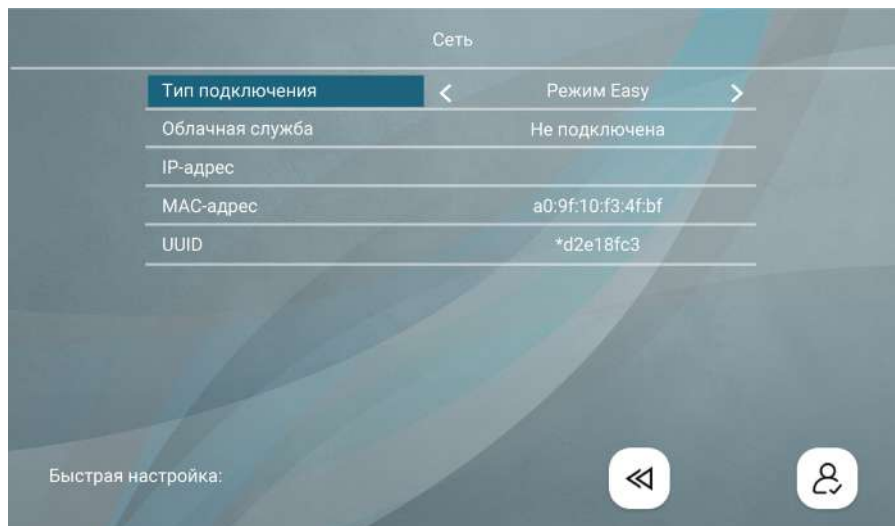 Сеть
Тип подключения < Режим Easy >
Облачная служба Не подключена
IP-адрес
MAC-адрес a0:9f:10:f3:4f:bf
UUID *d2e18fc3
Быстрая настройка: